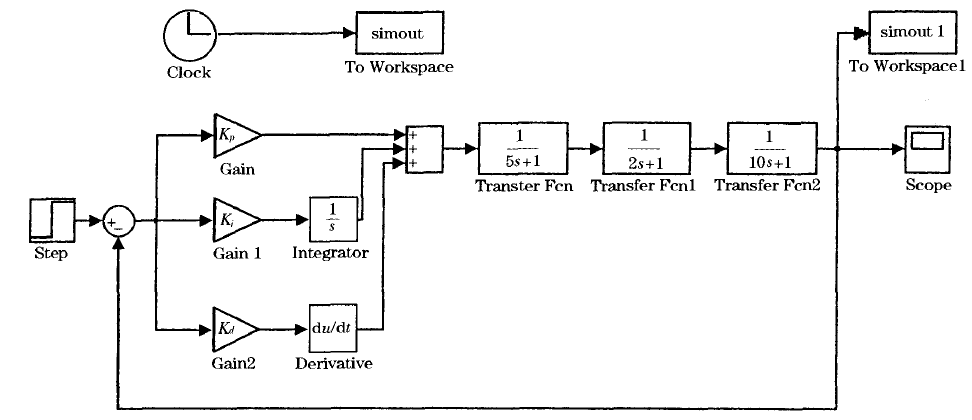 simout
Clock
To Workspace
simout 1
To Workspace1
Kp
Gain
+
+
+
1
5s+1
Transter Fcn
1
2s+1
Transfer Fcn1
1
10s+1
Transfer Fcn2
Scope
Step
+
−
Ki
Gain 1
1
s
Integrator
Kd
Gain2
du/dt
Derivative